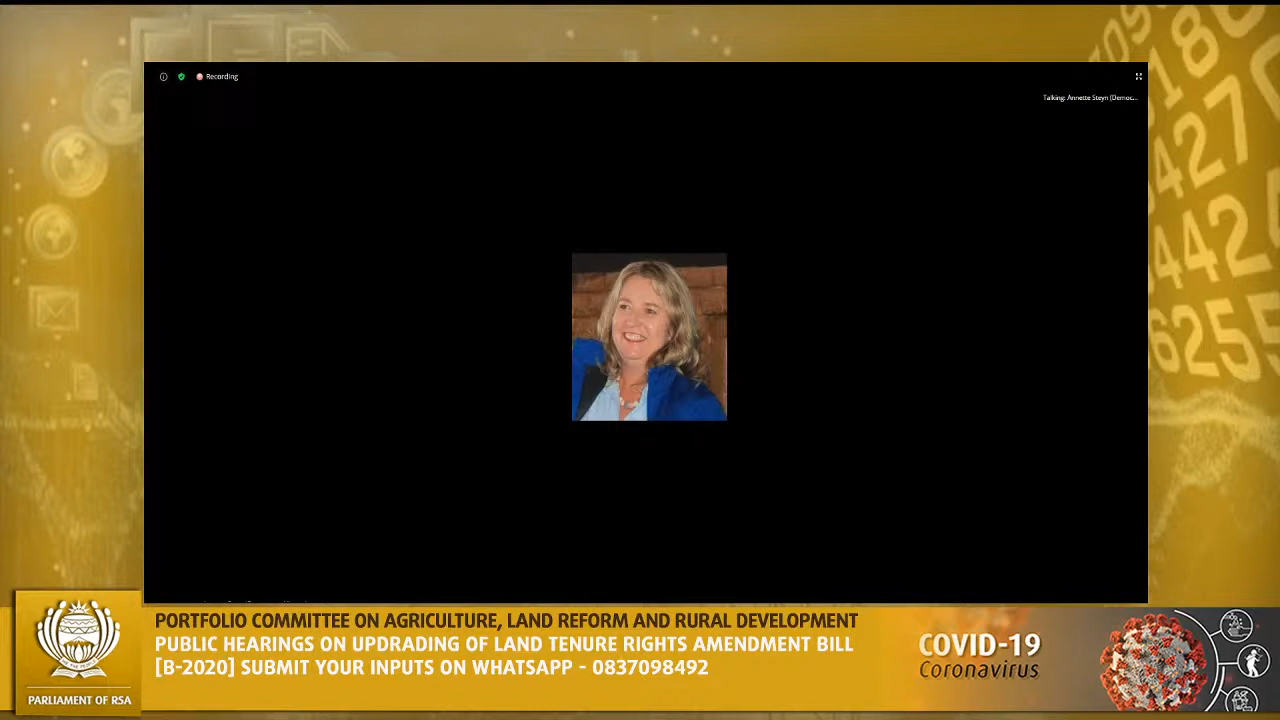 Recording
Talking: Annette Steyn (Democ...
PORTFOLIO COMMITTEE ON AGRICULTURE, LAND REFORM AND RURAL DEVELOPMENT
PUBLIC HEARINGS ON UPDRADING OF LAND TENURE RIGHTS AMENDMENT BILL
[B-2020] SUBMIT YOUR INPUTS ON WHATSAPP - 0837098492
PARLIAMENT OF RSA
COVID-19
Coronavirus